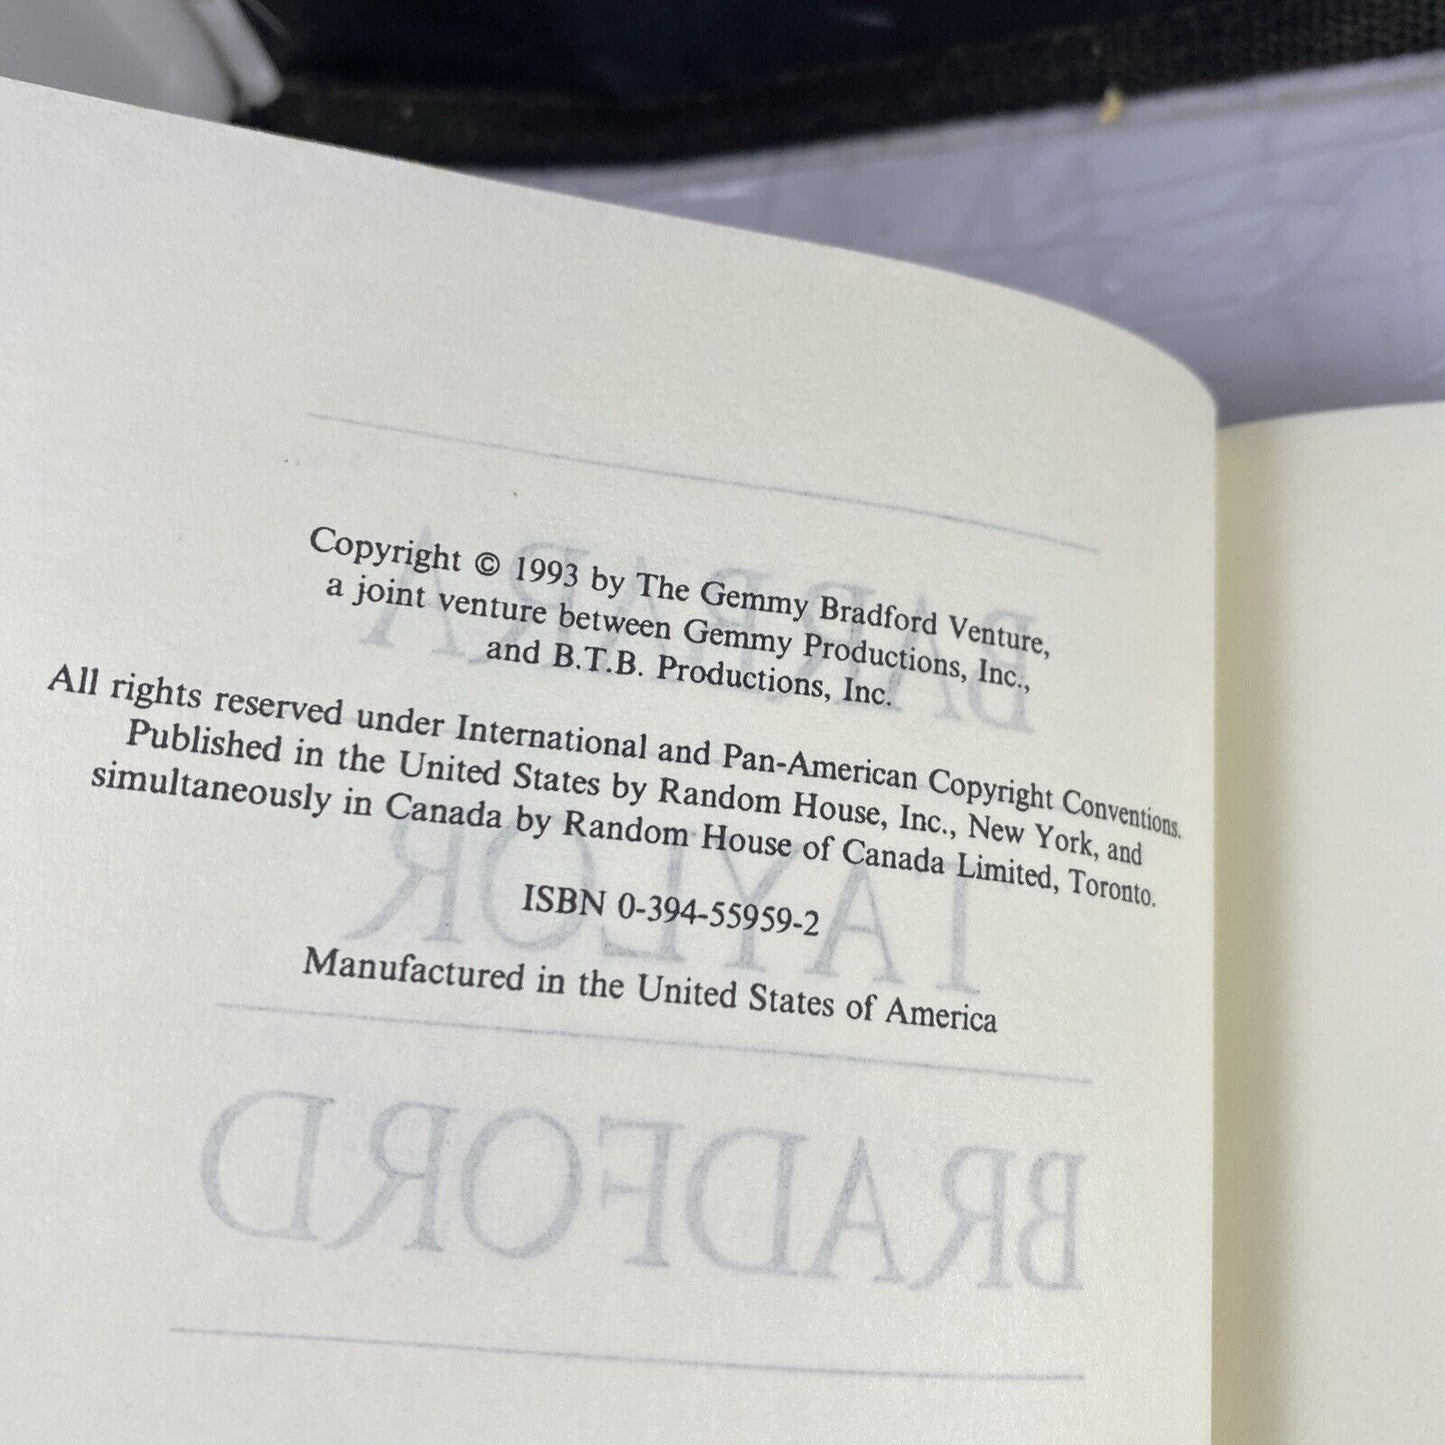 Copyright © 1993 by The Gemmy Bradford Venture,
a joint venture between Gemmy Productions, Inc.,
and B.T.B. Productions, Inc.
All rights reserved under International and Pan-American Copyright Conventions.
Published in the United States by Random House, Inc., New York, and
simultaneously in Canada by Random House of Canada Limited, Toronto.
ISBN 0-394-55959-2
Manufactured in the United States of America
BARBARA
TAYLOR
BRADFORD